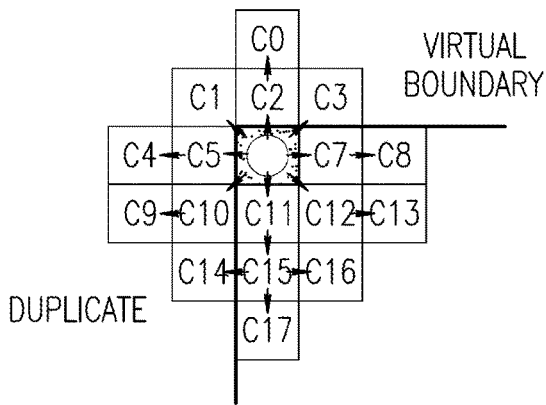 C0
VIRTUAL
BOUNDARY
C1 C2 C3
C4 C5 C7 C8
C9 C10 C11 C12 C13
C14 C15 C16
DUPLICATE
C17